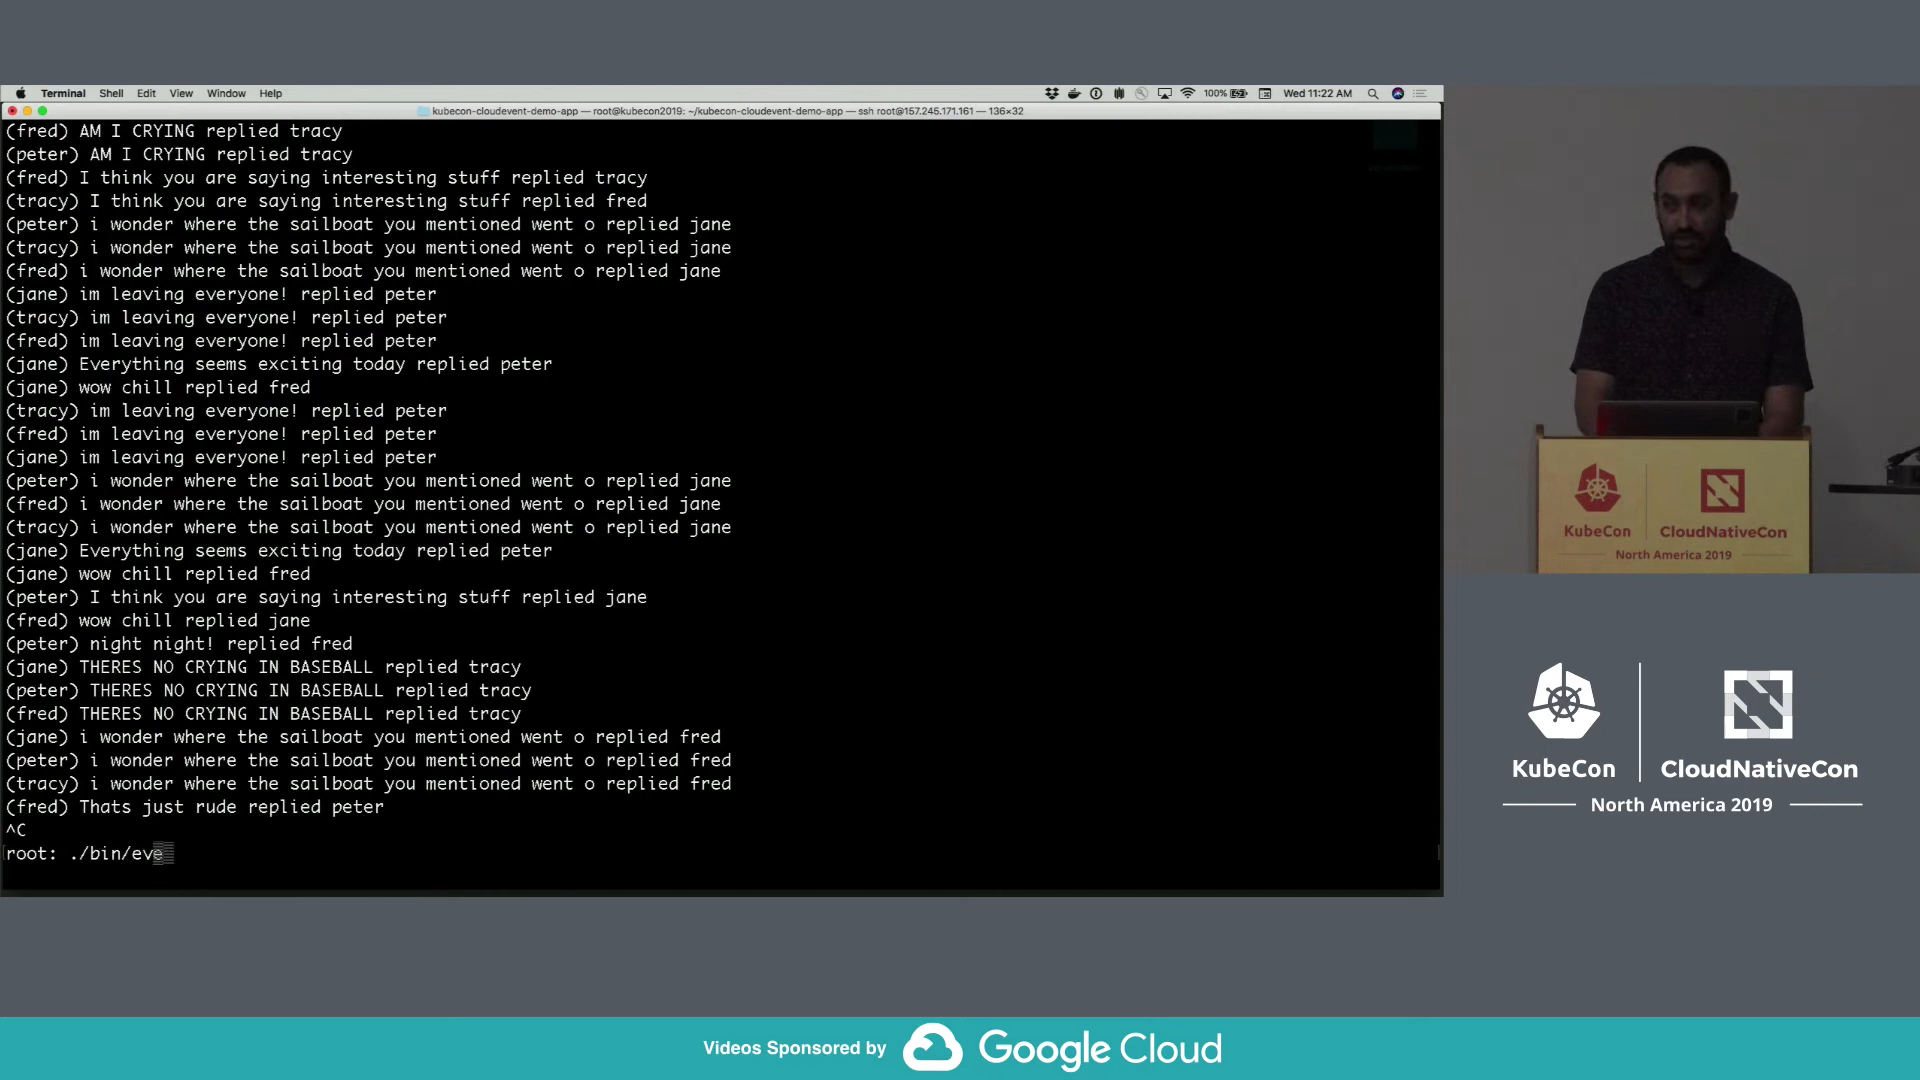 Terminal Shell Edit View Window Help 100% Wed 11:22 AM
kubecon-cloudevent-demo-app — root@kubecon2019: ~/kubecon-cloudevent-demo-app — ssh root@157.245.171.161 — 136×32
(fred) AM I CRYING replied tracy
(peter) AM I CRYING replied tracy
(fred) I think you are saying interesting stuff replied tracy
(tracy) I think you are saying interesting stuff replied fred
(peter) i wonder where the sailboat you mentioned went o replied jane
(tracy) i wonder where the sailboat you mentioned went o replied jane
(fred) i wonder where the sailboat you mentioned went o replied jane
(jane) im leaving everyone! replied peter
(tracy) im leaving everyone! replied peter
(fred) im leaving everyone! replied peter
(jane) Everything seems exciting today replied peter
(jane) wow chill replied fred
(tracy) im leaving everyone! replied peter
(fred) im leaving everyone! replied peter
(jane) im leaving everyone! replied peter
(peter) i wonder where the sailboat you mentioned went o replied jane
(fred) i wonder where the sailboat you mentioned went o replied jane
(tracy) i wonder where the sailboat you mentioned went o replied jane
(jane) Everything seems exciting today replied peter
(jane) wow chill replied fred
(peter) I think you are saying interesting stuff replied jane
(fred) wow chill replied jane
(peter) night night! replied fred
(jane) THERES NO CRYING IN BASEBALL replied tracy
(peter) THERES NO CRYING IN BASEBALL replied tracy
(fred) THERES NO CRYING IN BASEBALL replied tracy
(jane) i wonder where the sailboat you mentioned went o replied fred
(peter) i wonder where the sailboat you mentioned went o replied fred
(tracy) i wonder where the sailboat you mentioned went o replied fred
(fred) Thats just rude replied peter
^C
root: ./bin/eve
KubeCon CloudNativeCon
North America 2019
KubeCon CloudNativeCon
North America 2019
Videos Sponsored by Google Cloud